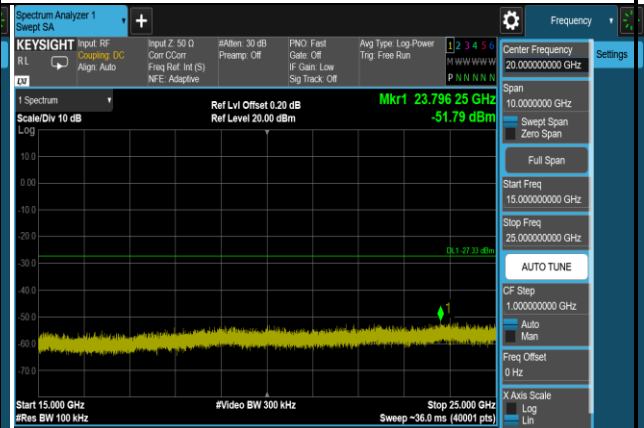 Spectrum Analyzer 1
Swept SA
+
Frequency
Settings
KEYSIGHT
RL
LXI
Input: RF
Coupling: DC
Align: Auto
Input Z: 50 Ω
Corr CCorr
Freq Ref: Int (S)
NFE: Adaptive
#Atten: 30 dB
Preamp: Off
PNO: Fast
Gate: Off
IF Gain: Low
Sig Track: Off
Avg Type: Log-Power
Trig: Free Run
1 2 3 4 5 6
M W W W W W
P N N N N N
1 Spectrum
Scale/Div 10 dB
Ref Lvl Offset 0.20 dB
Ref Level 20.00 dBm
Mkr1 23.796 25 GHz
-51.79 dBm
Log
10.0
0.00
-10.0
-20.0
-30.0
-40.0
-50.0
-60.0
-70.0
DL1 -27.33 dBm
1
Start 15.000 GHz
#Res BW 100 kHz
#Video BW 300 kHz
Stop 25.000 GHz
Sweep ~36.0 ms (40001 pts)
Center Frequency
20.000000000 GHz
Span
10.0000000 GHz
Swept Span
Zero Span
Full Span
Start Freq
15.000000000 GHz
Stop Freq
25.000000000 GHz
AUTO TUNE
CF Step
1.000000000 GHz
Auto
Man
Freq Offset
0 Hz
X Axis Scale
Log
Lin